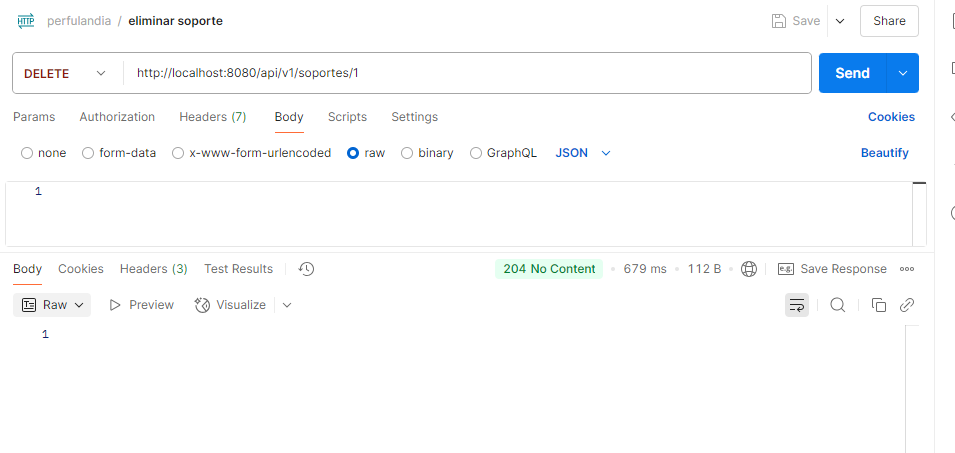 HTTP perfulandia / eliminar soporte Save Share
DELETE http://localhost:8080/api/v1/soportes/1 Send
Params Authorization Headers (7) Body Scripts Settings Cookies
none form-data x-www-form-urlencoded raw binary GraphQL JSON Beautify
1
Body Cookies Headers (3) Test Results 204 No Content • 679 ms • 112 B • e.g. Save Response
Raw Preview Visualize
1